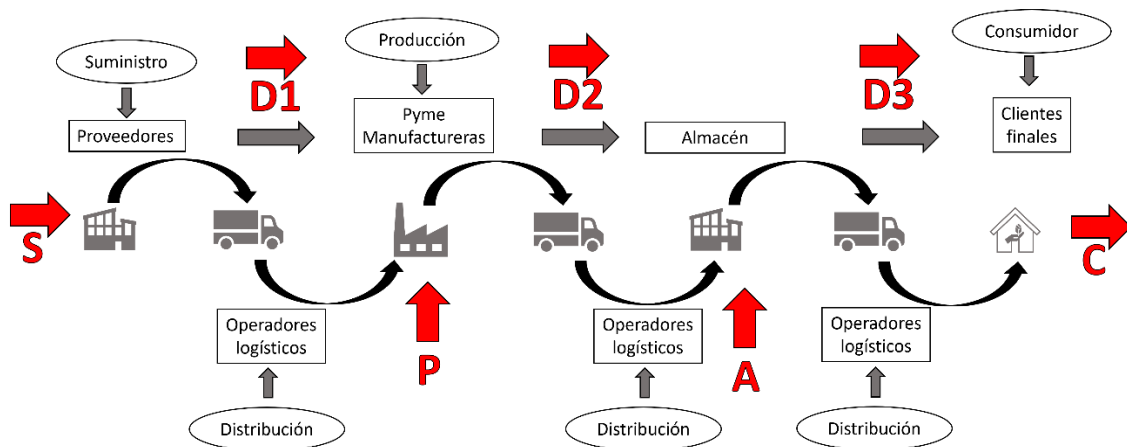 Suministro
Producción
Consumidor
D1
D2
D3
Proveedores
Pyme
Manufactureras
Almacén
Clientes
finales
S
C
Operadores
logísticos
Operadores
logísticos
Operadores
logísticos
P
A
Distribución
Distribución
Distribución